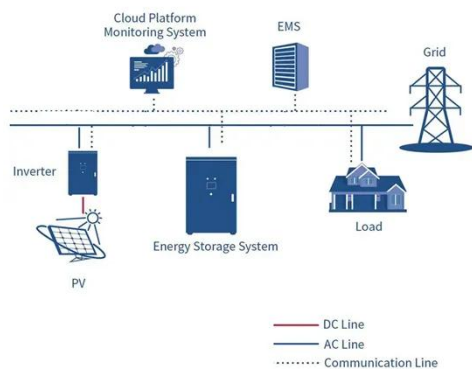 Cloud Platform
Monitoring System
EMS
Grid
Inverter
Energy Storage System
Load
PV
DC Line
AC Line
Communication Line